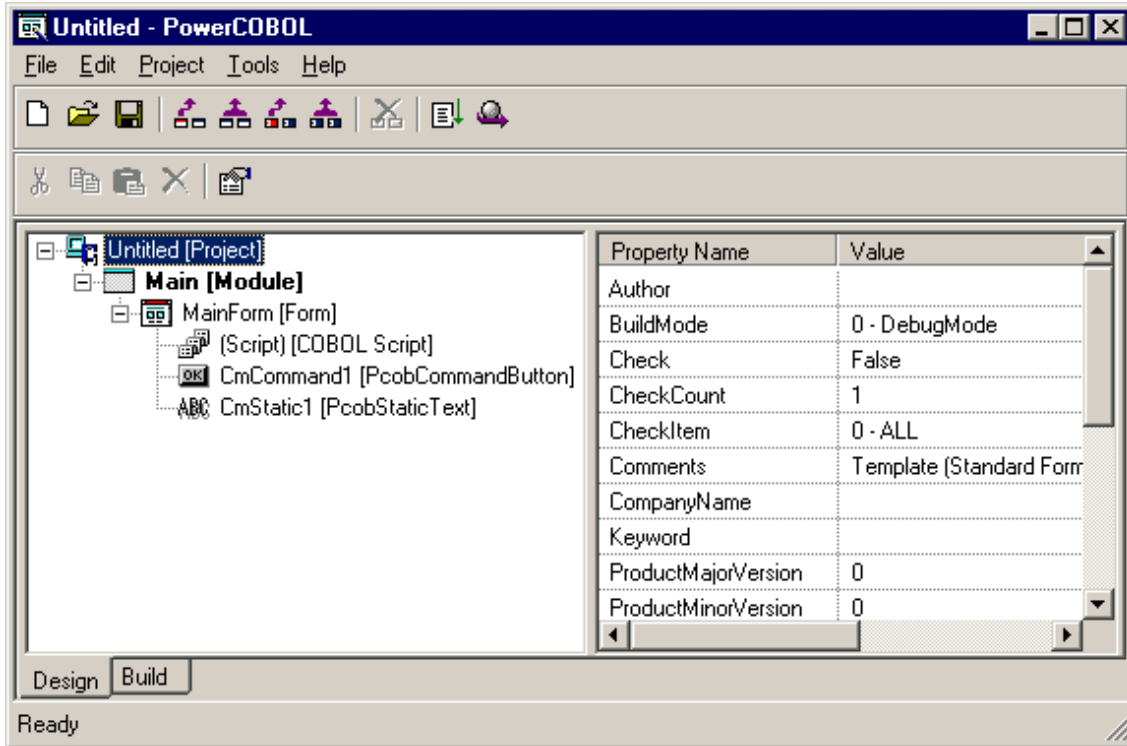 Untitled - PowerCOBOL
File Edit Project Tools Help
Untitled [Project]
Main [Module]
MainForm [Form]
(Script) [COBOL Script]
OK CmCommand1 [PcobCommandButton]
ABC CmStatic1 [PcobStaticText]
Property Name Value
Author
BuildMode 0 - DebugMode
Check False
CheckCount 1
CheckItem 0 - ALL
Comments Template (Standard Form
CompanyName
Keyword
ProductMajorVersion 0
ProductMinorVersion 0
Design Build
Ready